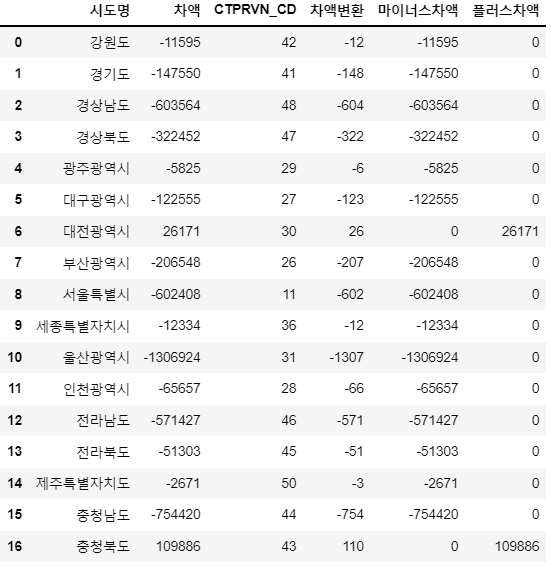 시도명 차액 CTPRVN_CD 차액변환 마이너스차액 플러스차액
0 강원도 -11595 42 -12 -11595 0
1 경기도 -147550 41 -148 -147550 0
2 경상남도 -603564 48 -604 -603564 0
3 경상북도 -322452 47 -322 -322452 0
4 광주광역시 -5825 29 -6 -5825 0
5 대구광역시 -122555 27 -123 -122555 0
6 대전광역시 26171 30 26 0 26171
7 부산광역시 -206548 26 -207 -206548 0
8 서울특별시 -602408 11 -602 -602408 0
9 세종특별자치시 -12334 36 -12 -12334 0
10 울산광역시 -1306924 31 -1307 -1306924 0
11 인천광역시 -65657 28 -66 -65657 0
12 전라남도 -571427 46 -571 -571427 0
13 전라북도 -51303 45 -51 -51303 0
14 제주특별자치도 -2671 50 -3 -2671 0
15 충청남도 -754420 44 -754 -754420 0
16 충청북도 109886 43 110 0 109886